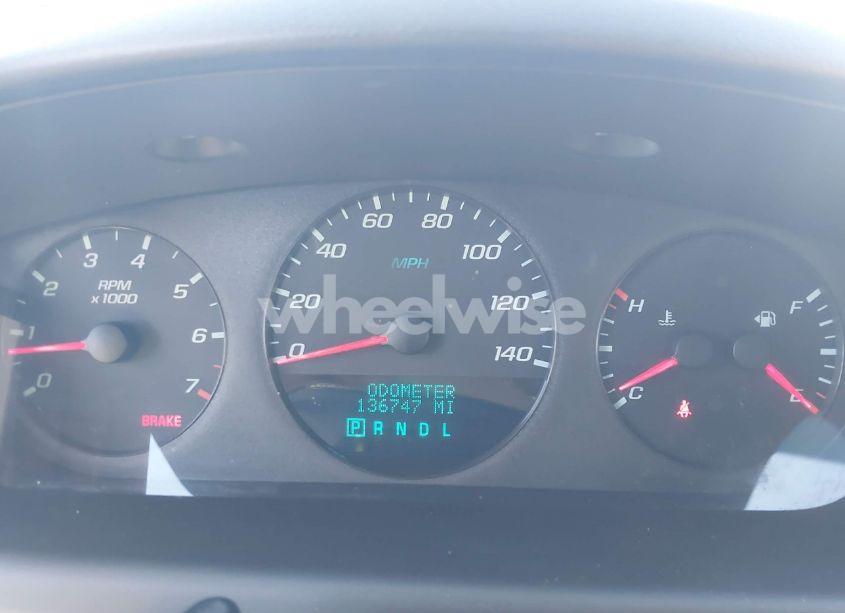 0 1 2 3 4 5 6 7
RPM
x1000
BRAKE
0 20 40 60 80 100 120 140
MPH
wheelwise
ODOMETER
136747 MI
P R N D L
H
C
F
E